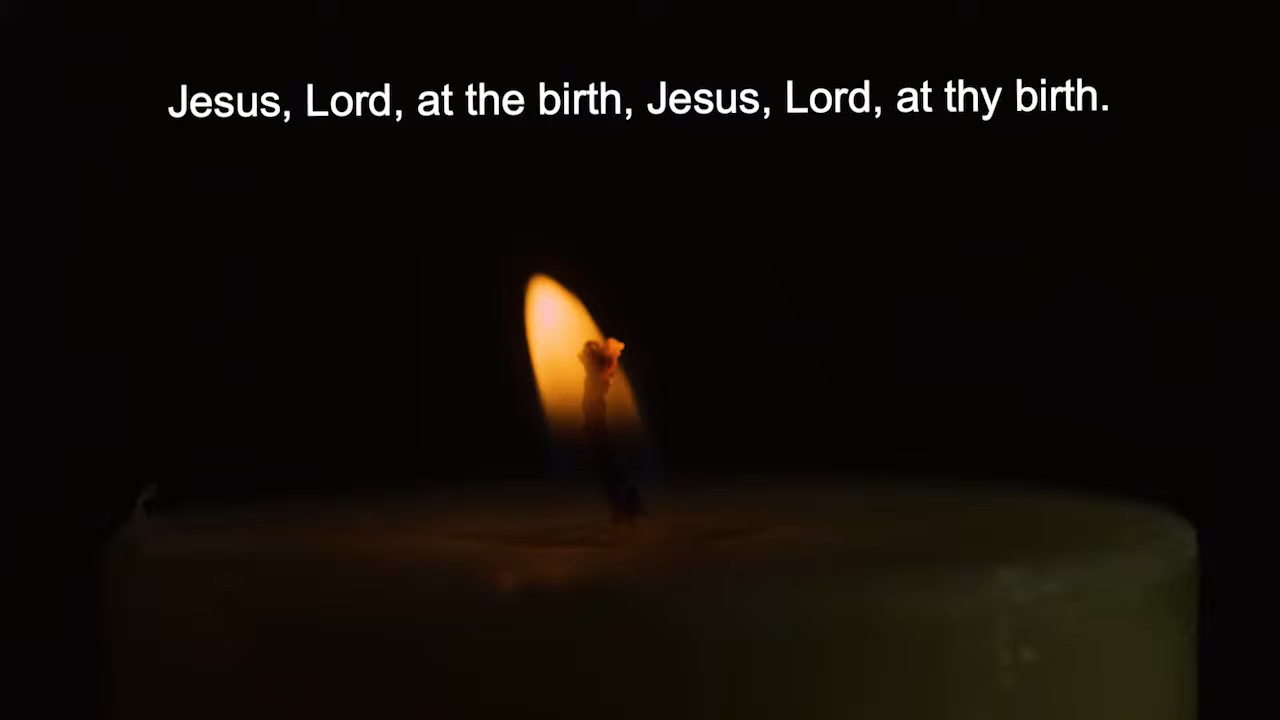 Jesus, Lord, at the birth, Jesus, Lord, at thy birth.